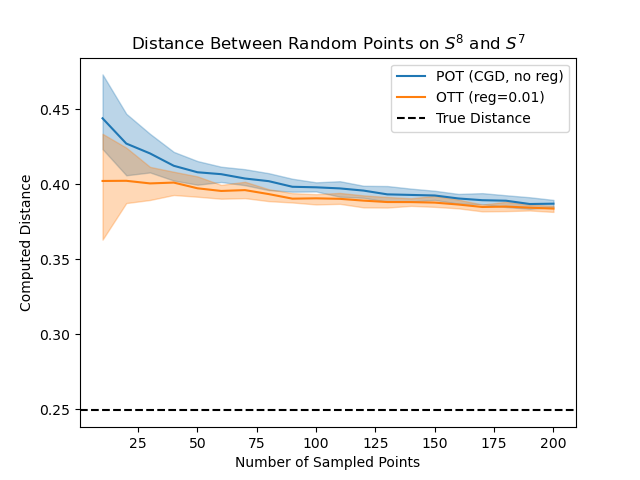 Distance Between Random Points on $S^8$ and $S^7$
POT (CGD, no reg)
OTT (reg=0.01)
True Distance
Computed Distance
0.45
0.40
0.35
0.30
0.25
25 50 75 100 125 150 175 200
Number of Sampled Points